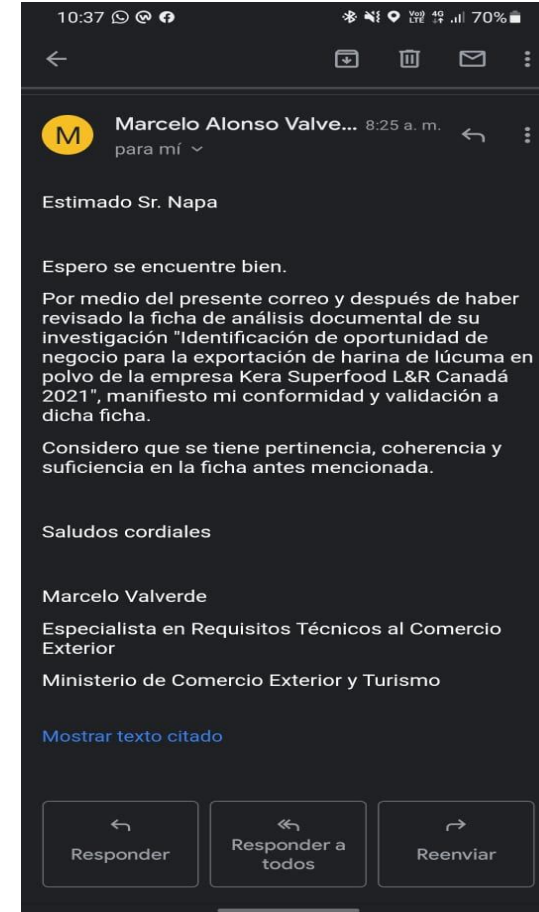 10:37 70%
M
Marcelo Alonso Valve... 8:25 a. m.
para mí
Estimado Sr. Napa
Espero se encuentre bien.
Por medio del presente correo y después de haber
revisado la ficha de análisis documental de su
investigación "Identificación de oportunidad de
negocio para la exportación de harina de lúcuma en
polvo de la empresa Kera Superfood L&R Canadá
2021", manifiesto mi conformidad y validación a
dicha ficha.
Considero que se tiene pertinencia, coherencia y
suficiencia en la ficha antes mencionada.
Saludos cordiales
Marcelo Valverde
Especialista en Requisitos Técnicos al Comercio
Exterior
Ministerio de Comercio Exterior y Turismo
Mostrar texto citado
Responder
Responder a
todos
Reenviar